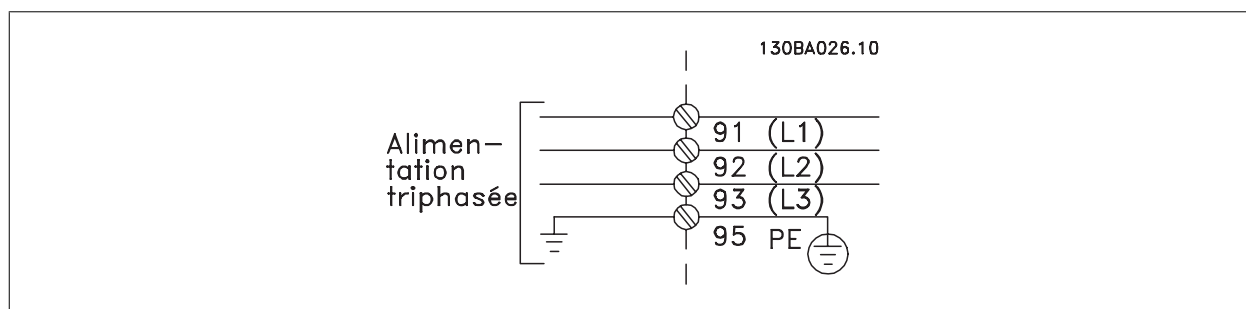 130BA026.10
Alimen-
tation
triphasée
91 (L1)
92 (L2)
93 (L3)
95 PE